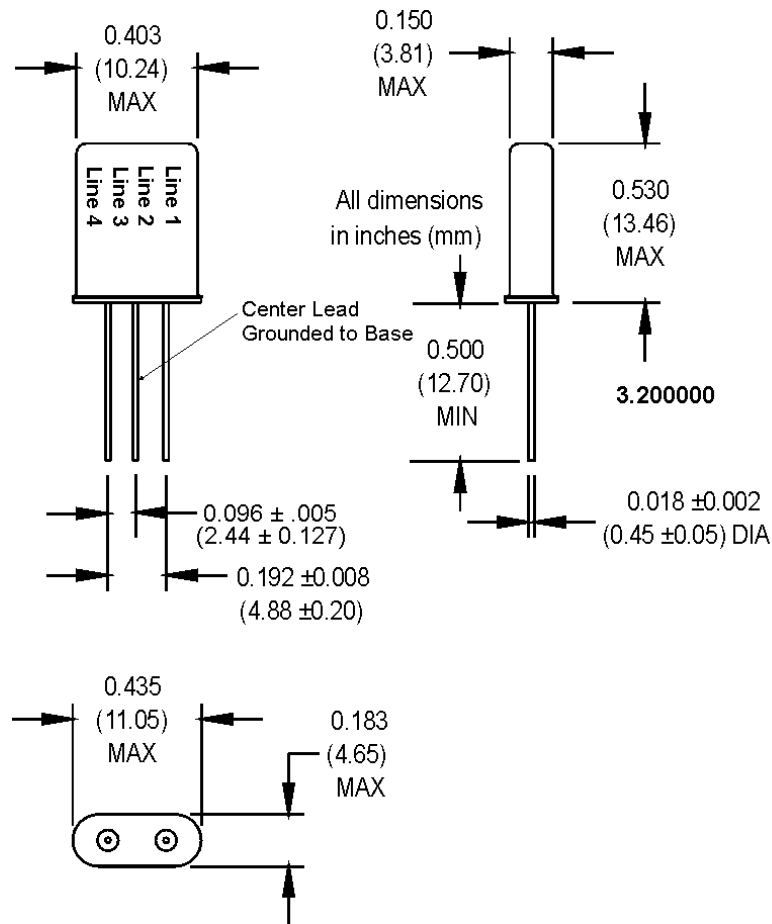 0.403
(10.24)
MAX
0.150
(3.81)
MAX
Line 1
Line 2
Line 3
Line 4
All dimensions
in inches (mm)
0.530
(13.46)
MAX
Center Lead
Grounded to Base
0.500
(12.70)
MIN
3.200000
0.096 ± .005
(2.44 ± 0.127)
0.192 ±0.008
(4.88 ±0.20)
0.018 ±0.002
(0.45 ±0.05) DIA
0.435
(11.05)
MAX
0.183
(4.65)
MAX